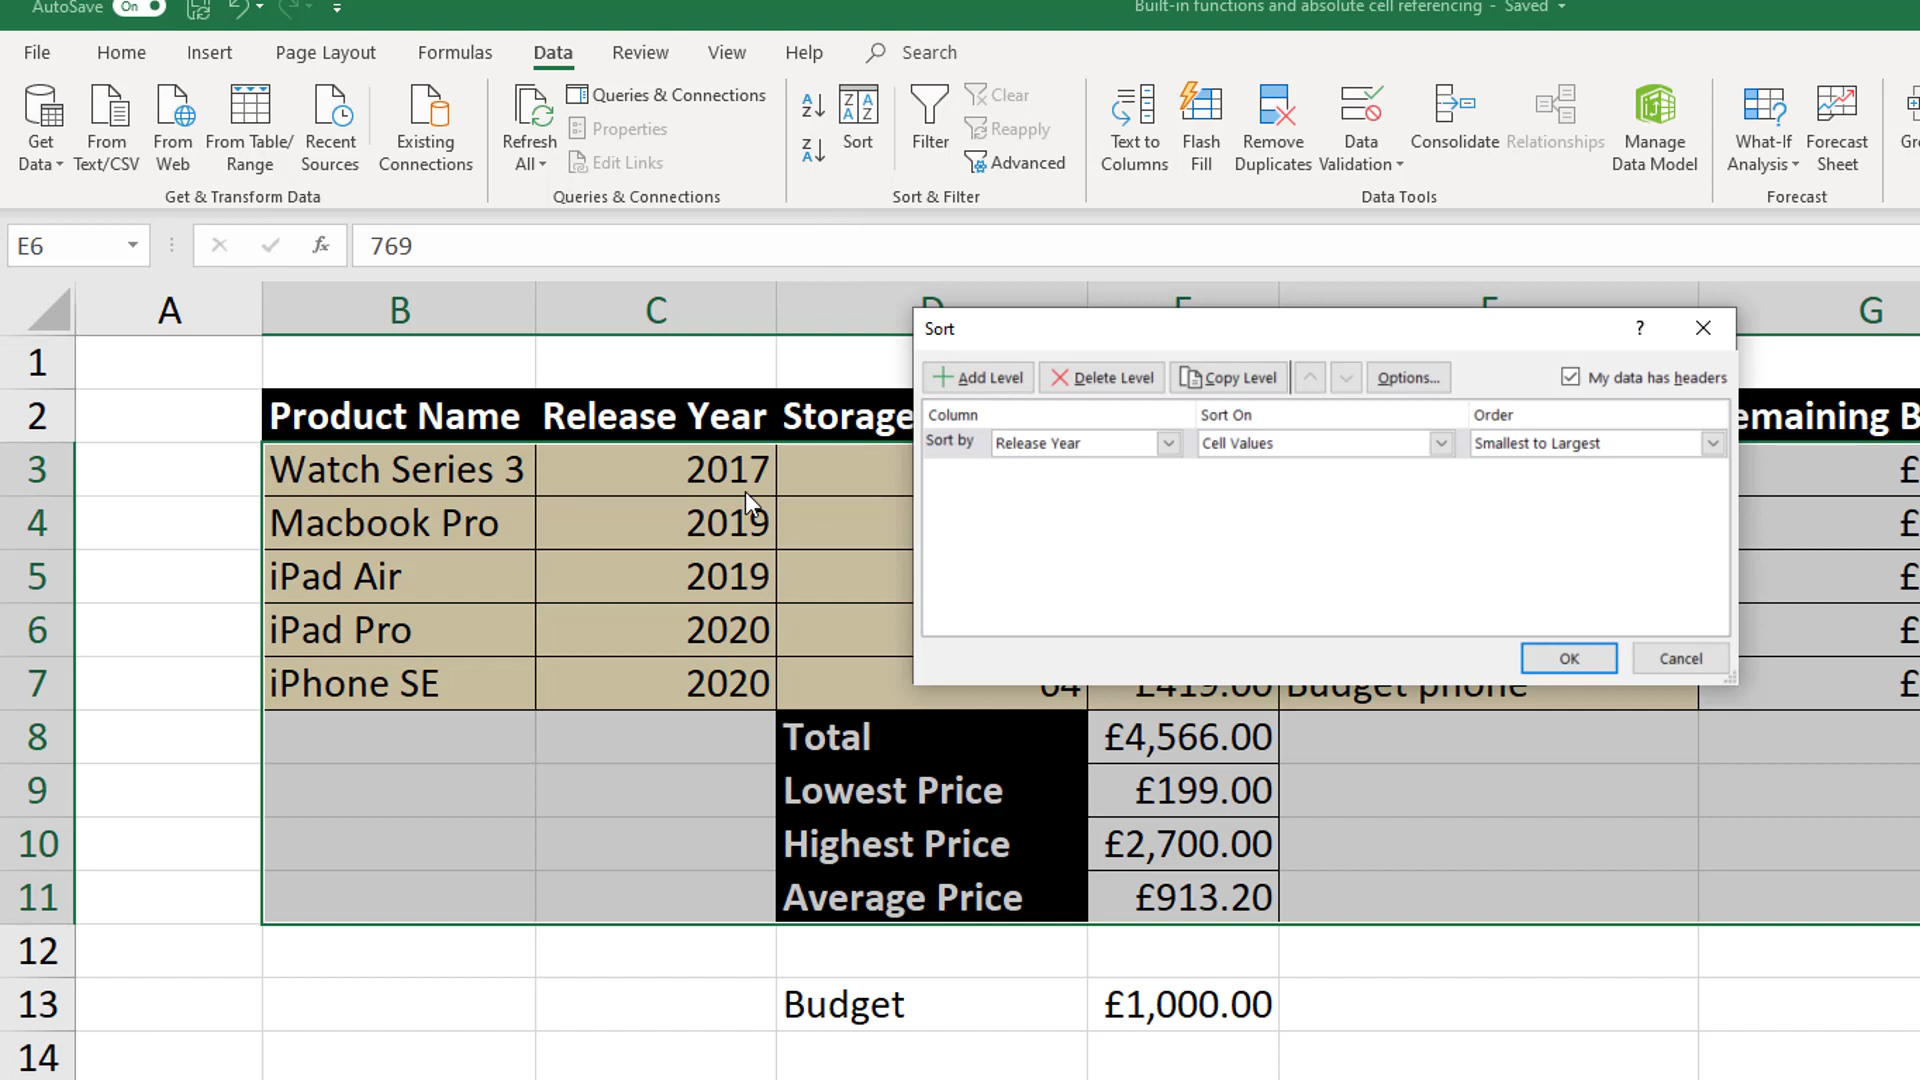 AutoSave On
Built-in functions and absolute cell referencing - Saved
File Home Insert Page Layout Formulas Data Review View Help Search
Get Data
From Text/CSV
From Web
From Table/ Range
Recent Sources
Existing Connections
Get & Transform Data
Refresh All
Queries & Connections
Properties
Edit Links
Queries & Connections
Sort
Filter
Clear
Reapply
Advanced
Sort & Filter
Text to Columns
Flash Fill
Remove Duplicates
Data Validation
Consolidate
Relationships
Manage Data Model
Data Tools
What-If Analysis
Forecast Sheet
Forecast
E6 fx 769
A B C G
1
2 Product Name Release Year Storage emaining B
3 Watch Series 3 2017 £
4 Macbook Pro 2019 £
5 iPad Air 2019 £
6 iPad Pro 2020 £
7 iPhone SE 2020 64 £419.00 Budget phone £
8 Total £4,566.00
9 Lowest Price £199.00
10 Highest Price £2,700.00
11 Average Price £913.20
12
13 Budget £1,000.00
14
Sort ?
Add Level Delete Level Copy Level Options... My data has headers
Column Sort On Order
Sort by Release Year Cell Values Smallest to Largest
OK Cancel